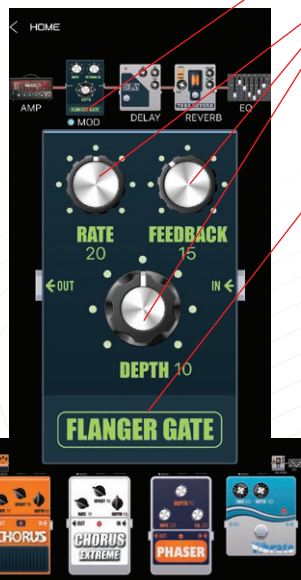 HOME
AMP
MOD
DELAY
REVERB
EQ
RATE FEEDBACK
20 15
OUT IN
DEPTH 10
FLANGER GATE
CHORUS
CHORUS
EXTREME
PHASER
Vibrato